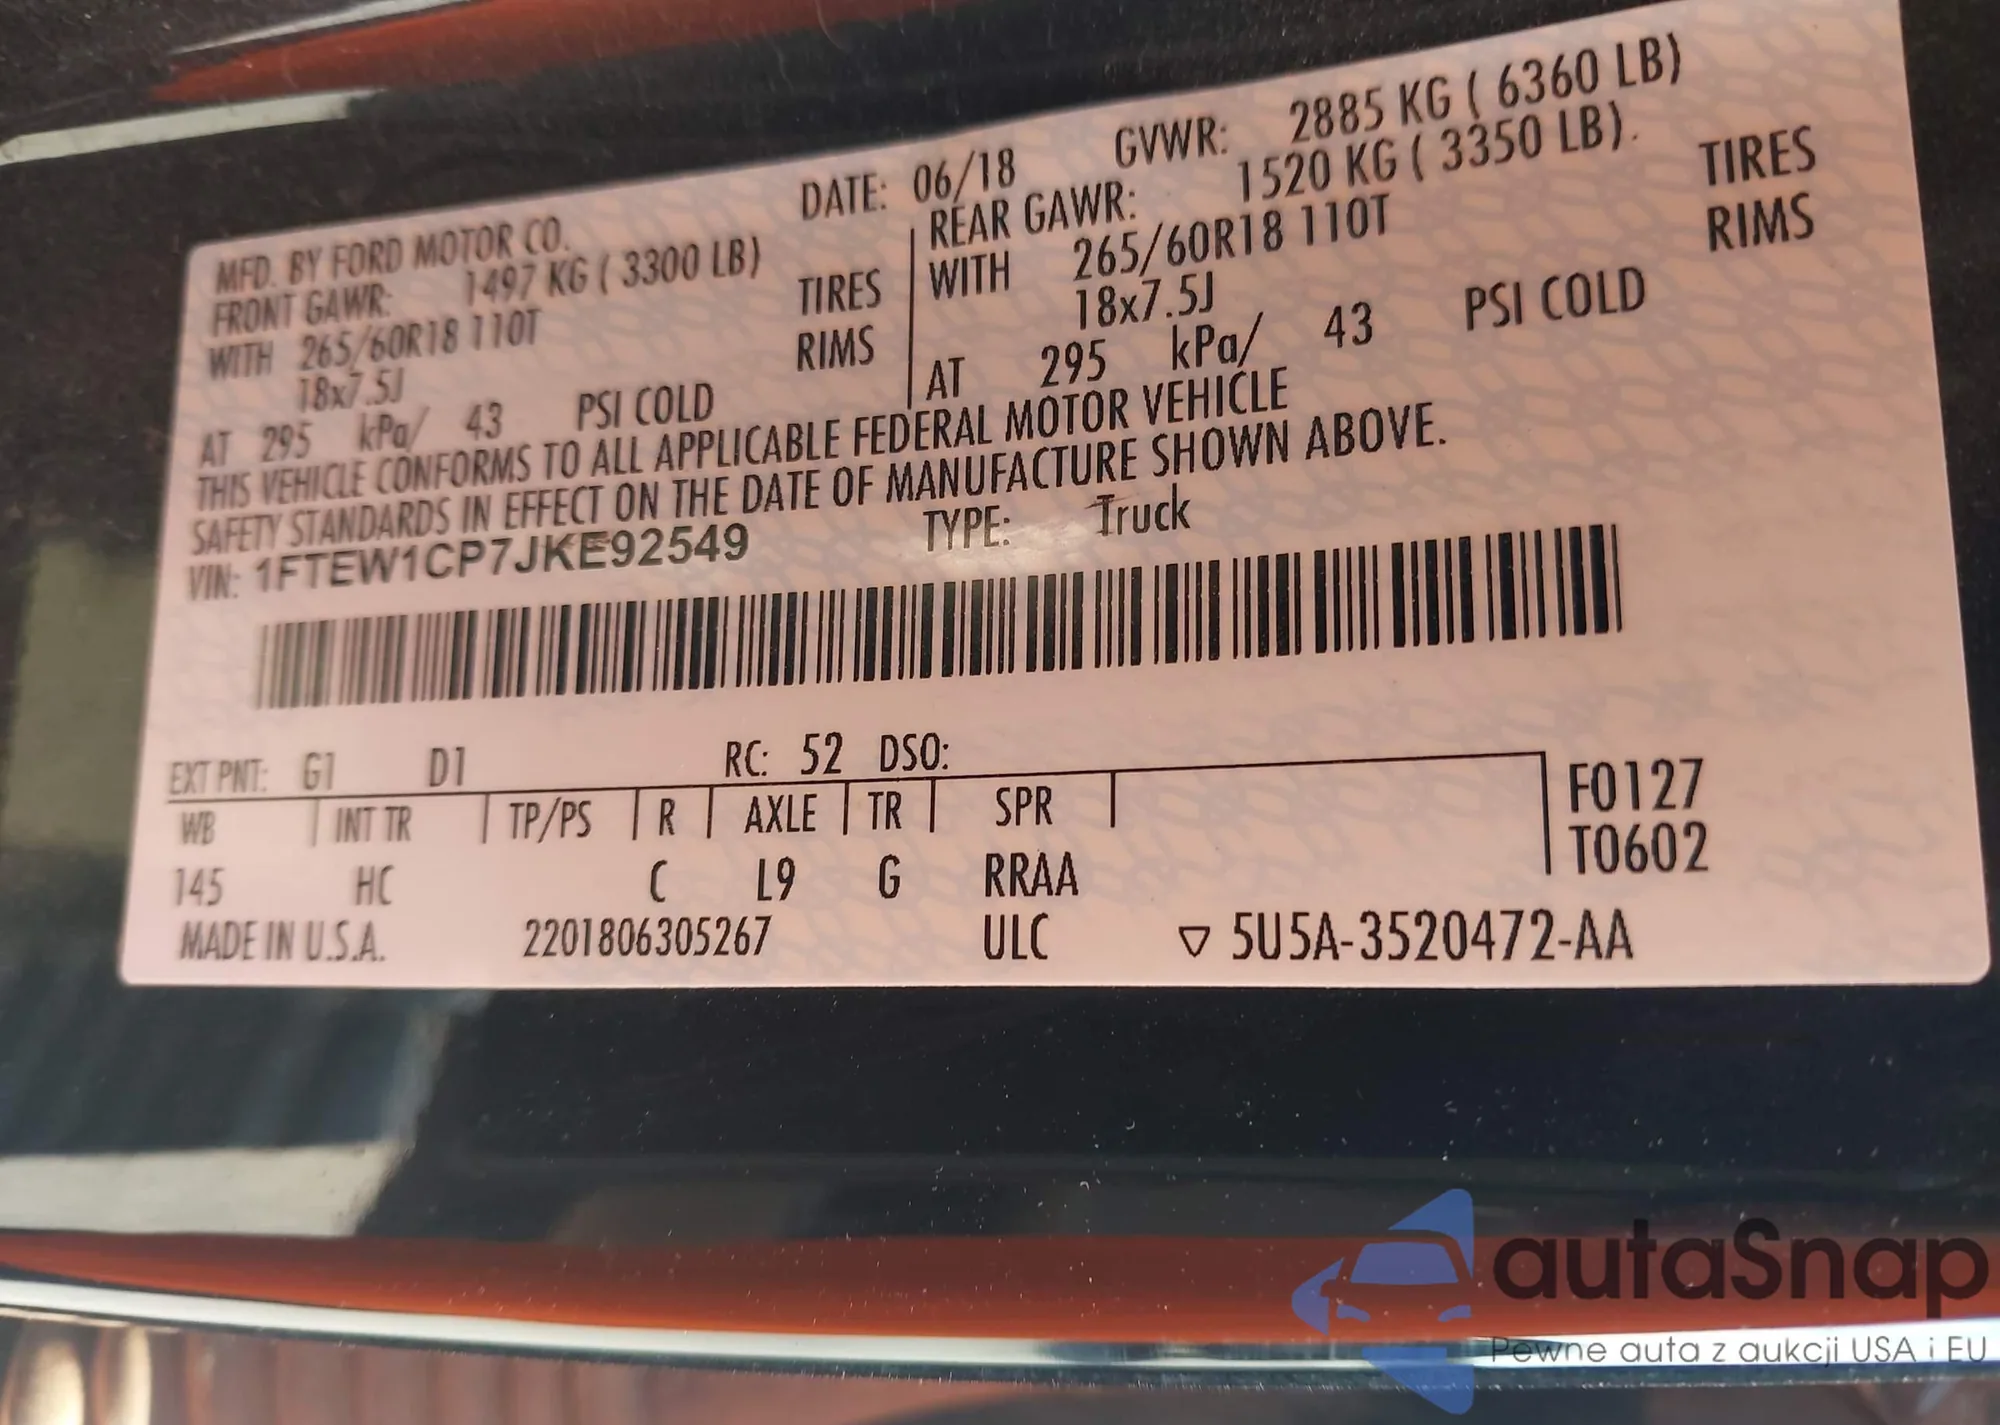 MFD. BY FORD MOTOR CO. DATE: 06/18 GVWR: 2885 KG ( 6360 LB)
FRONT GAWR: 1497 KG ( 3300 LB) REAR GAWR: 1520 KG ( 3350 LB).
WITH 265/60R18 110T TIRES WITH 265/60R18 110T TIRES
18x7.5J RIMS 18x7.5J RIMS
AT 295 kPa/ 43 PSI COLD AT 295 kPa/ 43 PSI COLD
THIS VEHICLE CONFORMS TO ALL APPLICABLE FEDERAL MOTOR VEHICLE
SAFETY STANDARDS IN EFFECT ON THE DATE OF MANUFACTURE SHOWN ABOVE.
VIN: 1FTEW1CP7JKE92549 TYPE: Truck
EXT PNT: G1 D1 RC: 52 DSO:
WB INT TR TP/PS R AXLE TR SPR F0127
T0602
145 HC C L9 G RRAA
MADE IN U.S.A. 2201806305267 ULC ▽ 5U5A-3520472-AA
autaSnap
Pewne auta z aukcji USA i EU